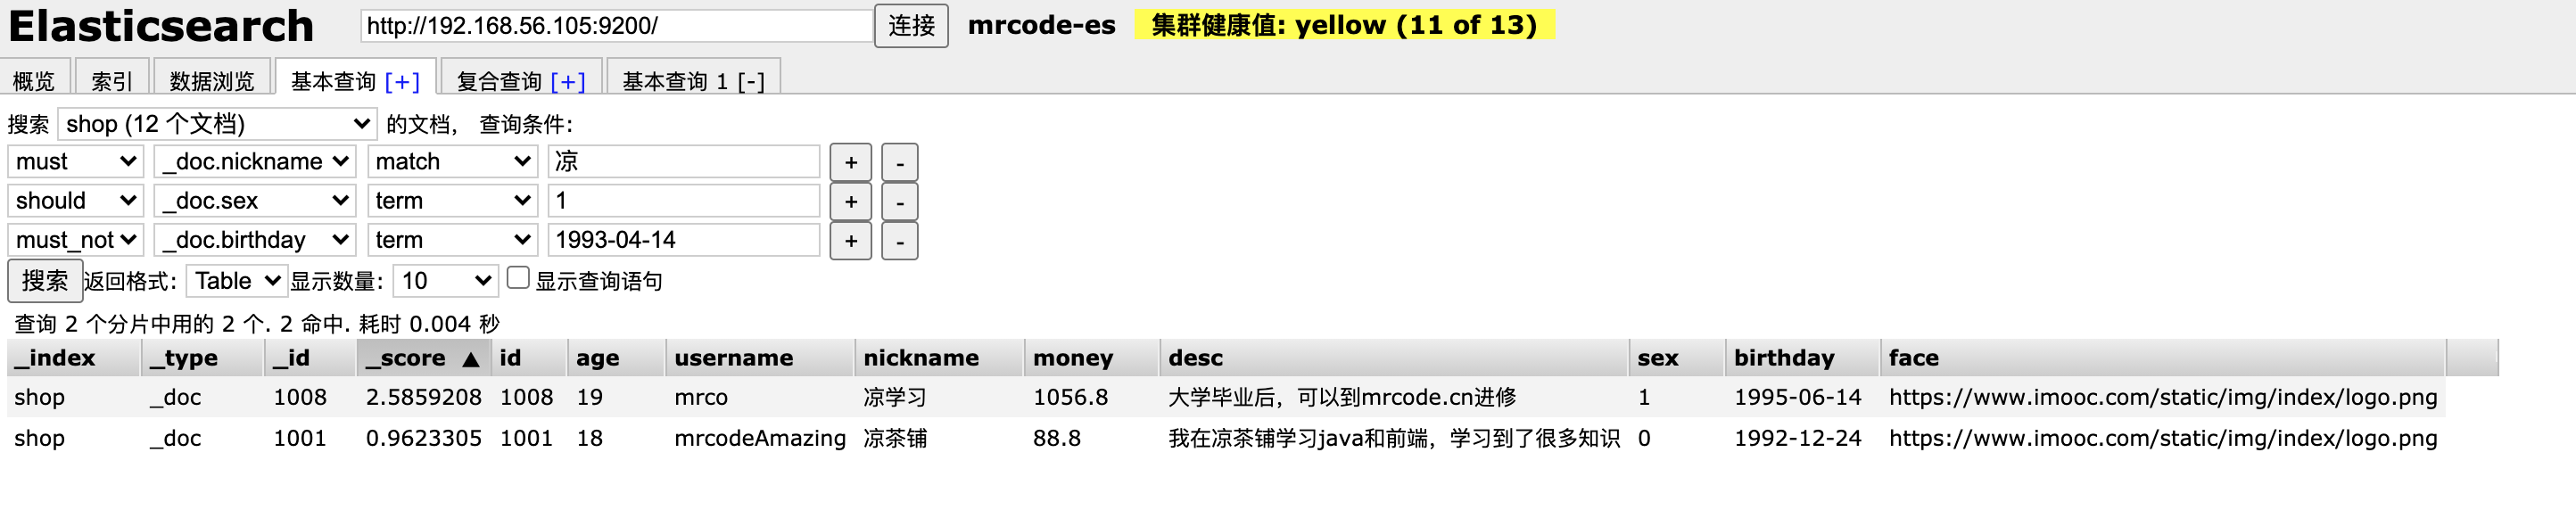 Elasticsearch http://192.168.56.105:9200/ 连接 mrcode-es 集群健康值: yellow (11 of 13)
概览 索引 数据浏览 基本查询 [+] 复合查询 [+] 基本查询 1 [-]
搜索 shop (12 个文档) 的文档, 查询条件:
must _doc.nickname match 凉 + -
should _doc.sex term 1 + -
must_not _doc.birthday term 1993-04-14 + -
搜索 返回格式: Table 显示数量: 10 显示查询语句
查询 2 个分片中用的 2 个. 2 命中. 耗时 0.004 秒
_index _type _id _score ▲ id age username nickname money desc sex birthday face
shop _doc 1008 2.5859208 1008 19 mrco 凉学习 1056.8 大学毕业后，可以到mrcode.cn进修 1 1995-06-14 https://www.imooc.com/static/img/index/logo.png
shop _doc 1001 0.9623305 1001 18 mrcodeAmazing 凉茶铺 88.8 我在凉茶铺学习java和前端，学习到了很多知识 0 1992-12-24 https://www.imooc.com/static/img/index/logo.png